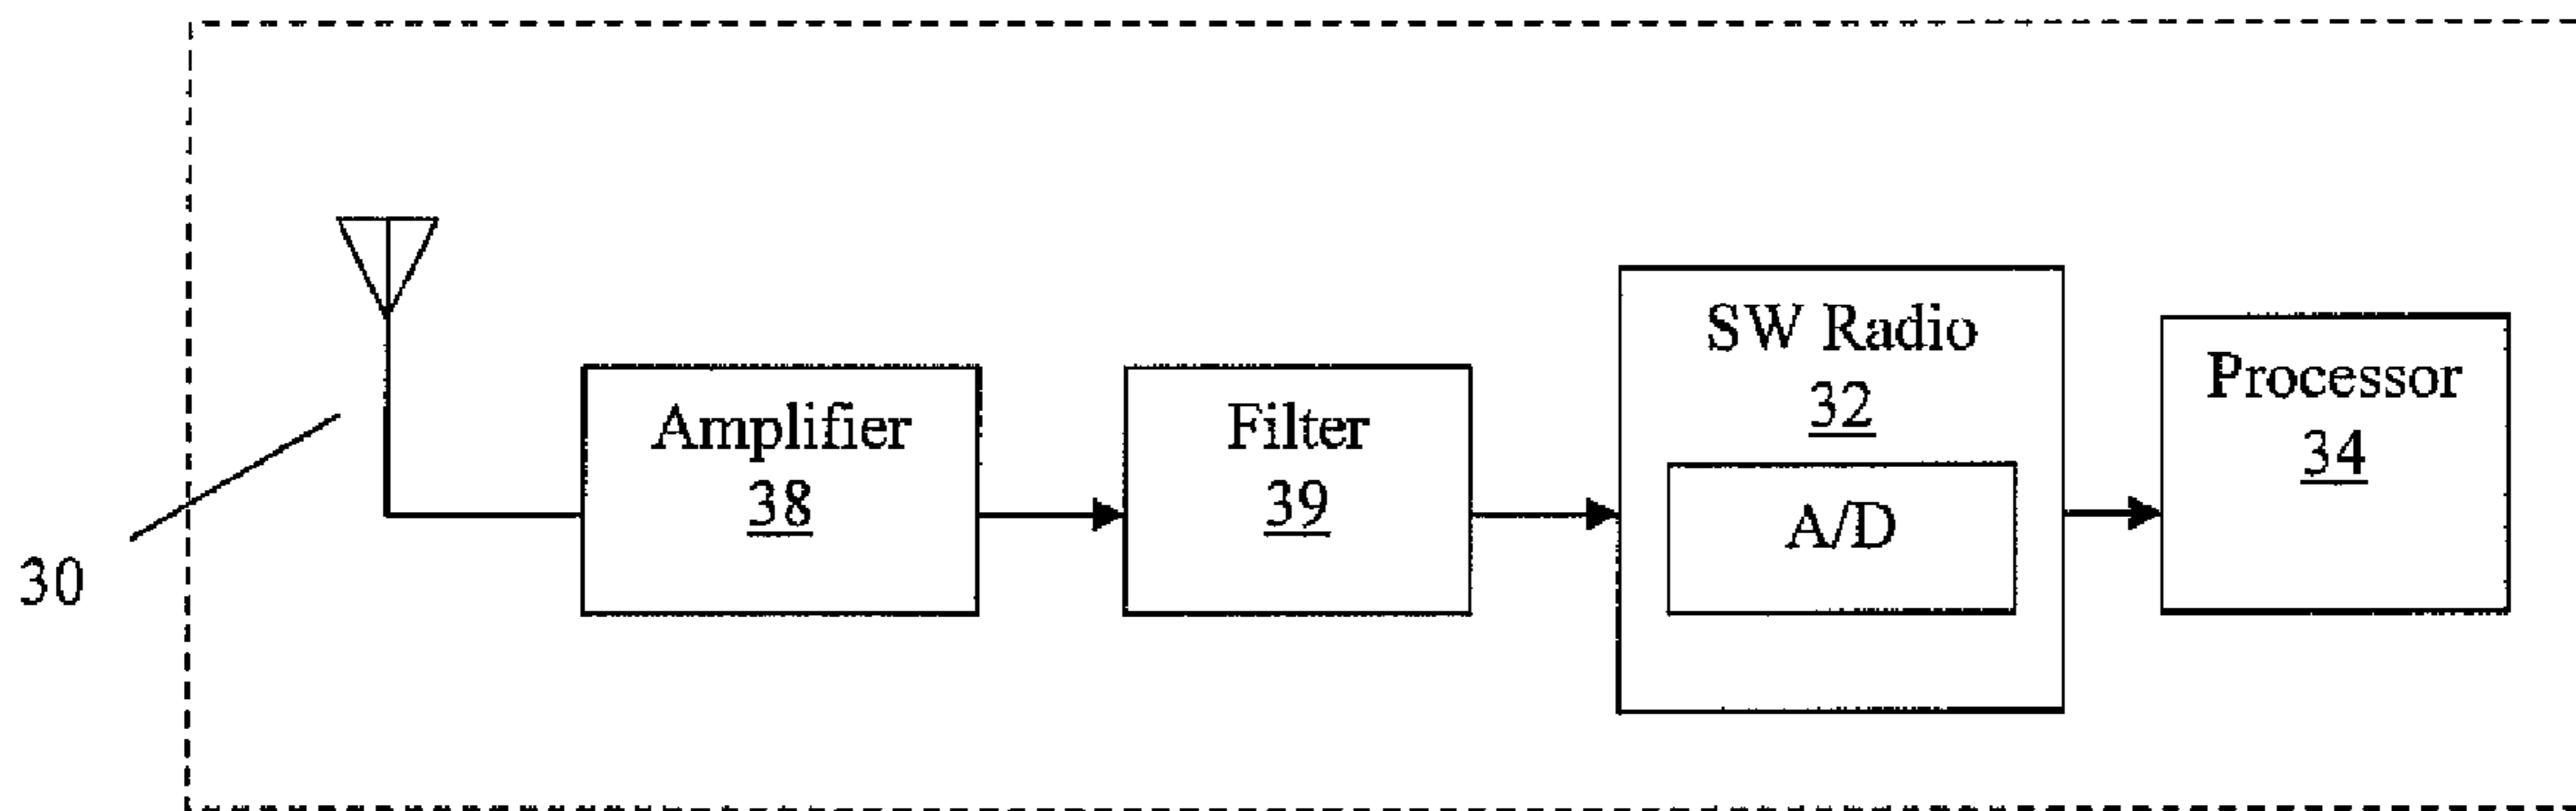 30
Amplifier
38
Filter
39
SW Radio
32
A/D
Processor
34